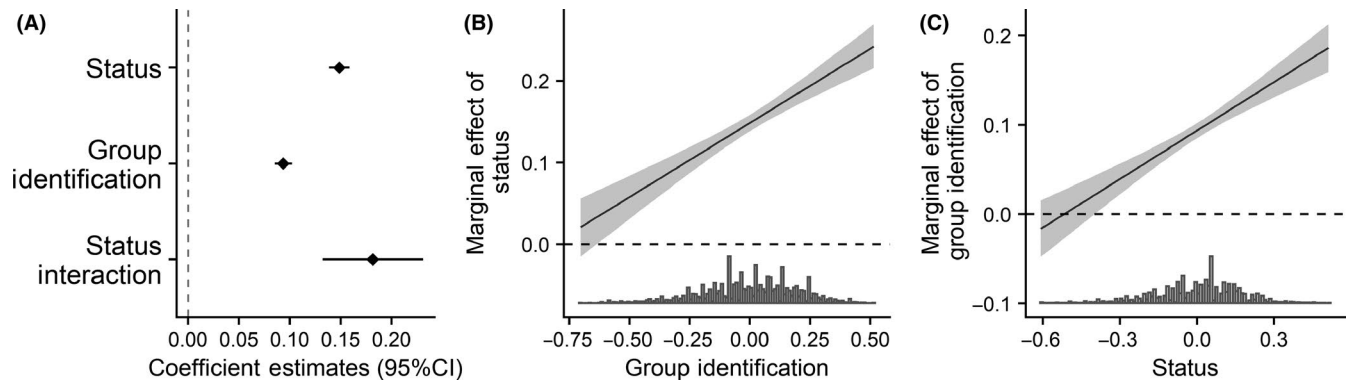 (A)
Status
Group
identification
Status
interaction
0.00 0.05 0.10 0.15 0.20
Coefficient estimates (95%CI)
(B)
Marginal effect of
status
0.2
0.1
0.0
−0.75 −0.50 −0.25 0.00 0.25 0.50
Group identification
(C)
Marginal effect of
group identification
0.2
0.1
0.0
−0.1
−0.6 −0.3 0.0 0.3
Status